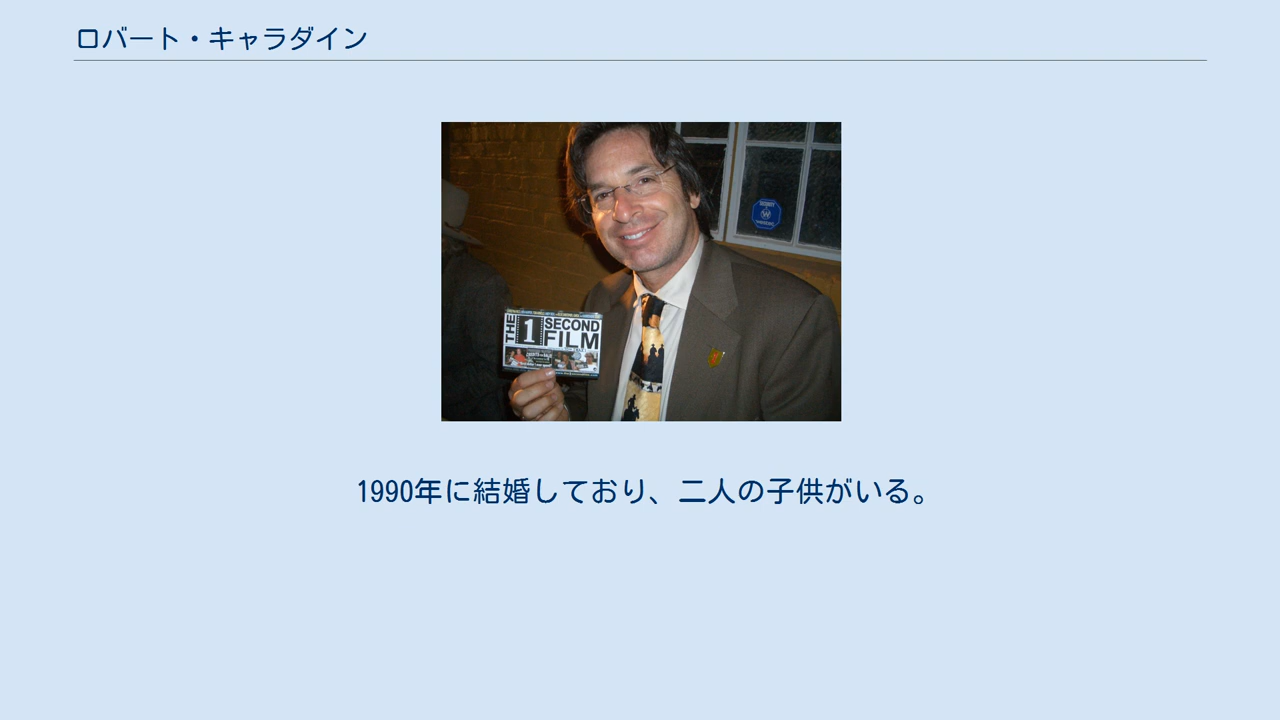 ロバート・キャラダイン
THE 1 SECOND FILM
1990年に結婚しており、二人の子供がいる。